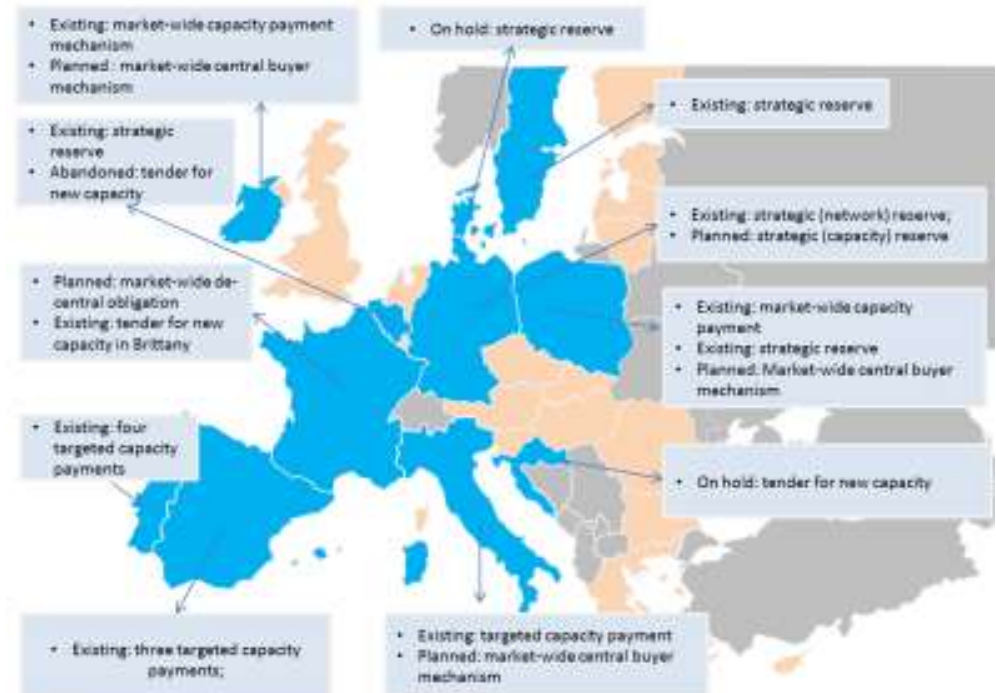 • Existing: market-wide capacity payment
mechanism
• Planned : market-wide central buyer
mechanism
• On hold: strategic reserve
• Existing: strategic reserve
• Existing: strategic
reserve
• Abandoned: tender for
new capacity
• Existing: strategic (network) reserve;
• Planned: strategic (capacity) reserve
• Planned: market-wide de-
central obligation
• Existing: tender for new
capacity in Brittany
• Existing: market-wide capacity
payment
• Existing: strategic reserve
• Planned: Market-wide central buyer
mechanism
• Existing: four
targeted capacity
payments
• On hold: tender for new capacity
• Existing: three targeted capacity
payments;
• Existing: targeted capacity payment
• Planned: market-wide central buyer
mechanism